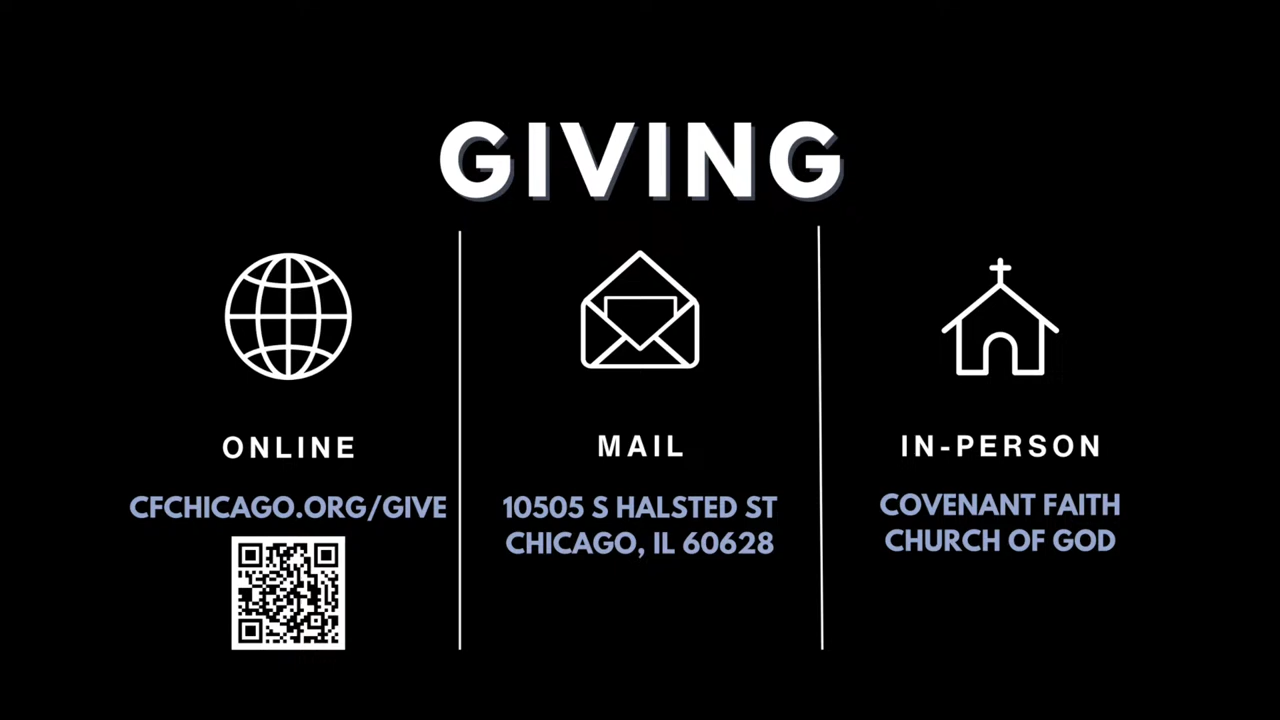 GIVING
ONLINE
CFCHICAGO.ORG/GIVE
MAIL
10505 S HALSTED ST
CHICAGO, IL 60628
IN-PERSON
COVENANT FAITH
CHURCH OF GOD